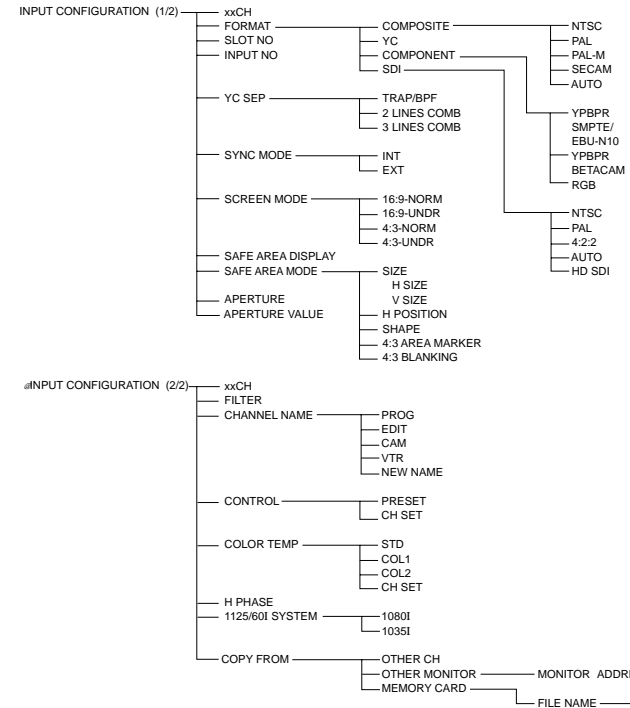 INPUT CONFIGURATION (1/2)
xxCH
FORMAT
COMPOSITE
NTSC
PAL
PAL-M
SECAM
AUTO
YC
COMPONENT
YPBPR
SMPTE/
EBU-N10
YPBPR
BETACAM
RGB
SDI
NTSC
PAL
4:2:2
AUTO
HD SDI
SLOT NO
INPUT NO
YC SEP
TRAP/BPF
2 LINES COMB
3 LINES COMB
SYNC MODE
INT
EXT
SCREEN MODE
16:9-NORM
16:9-UNDR
4:3-NORM
4:3-UNDR
SAFE AREA DISPLAY
SAFE AREA MODE
SIZE
H SIZE
V SIZE
H POSITION
SHAPE
4:3 AREA MARKER
4:3 BLANKING
APERTURE
APERTURE VALUE
INPUT CONFIGURATION (2/2)
xxCH
FILTER
CHANNEL NAME
PROG
EDIT
CAM
VTR
NEW NAME
CONTROL
PRESET
CH SET
COLOR TEMP
STD
COL1
COL2
CH SET
H PHASE
1125/60I SYSTEM
1080I
1035I
COPY FROM
OTHER CH
OTHER MONITOR
MONITOR
MEMORY CARD
FILE NAME